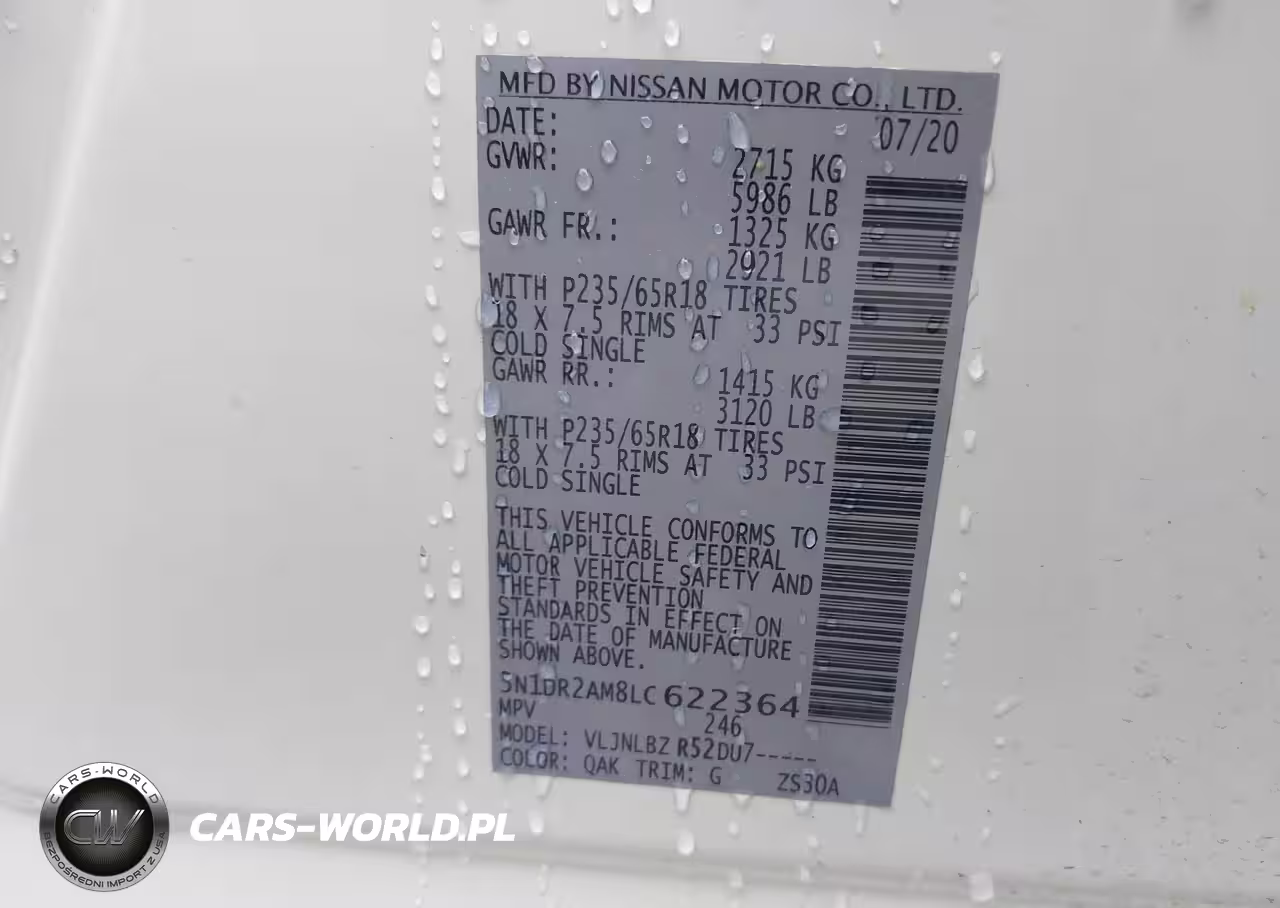 MFD BY NISSAN MOTOR CO., LTD.
DATE: 07/20
GVWR: 2715 KG
5986 LB
GAWR FR.: 1325 KG
2921 LB
WITH P235/65R18 TIRES
18 X 7.5 RIMS AT 33 PSI
COLD SINGLE
GAWR RR.: 1415 KG
3120 LB
WITH P235/65R18 TIRES
18 X 7.5 RIMS AT 33 PSI
COLD SINGLE
THIS VEHICLE CONFORMS TO
ALL APPLICABLE FEDERAL
MOTOR VEHICLE SAFETY AND
THEFT PREVENTION
STANDARDS IN EFFECT ON
THE DATE OF MANUFACTURE
SHOWN ABOVE.
5N1DR2AM8LC622364
MPV 246
MODEL: VLJNLBZ R52DU7-----
COLOR: QAK TRIM: G ZS30A
CARS-WORLD
CW
BEZPOŚREDNI IMPORT Z USA
CARS-WORLD.PL